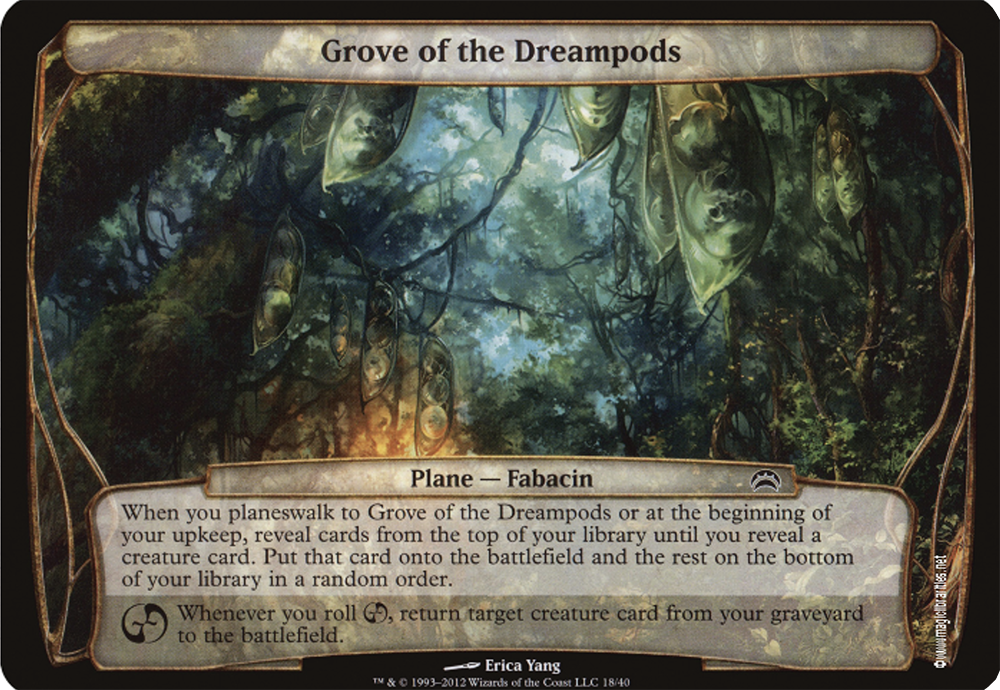 Grove of the Dreampods
Plane — Fabacin
When you planeswalk to Grove of the Dreampods or at the beginning of
your upkeep, reveal cards from the top of your library until you reveal a
creature card. Put that card onto the battlefield and the rest on the bottom
of your library in a random order.
Whenever you roll , return target creature card from your graveyard
to the battlefield.
Erica Yang
™ & © 1993–2012 Wizards of the Coast LLC 18/40
© www.magiclibrarities.net